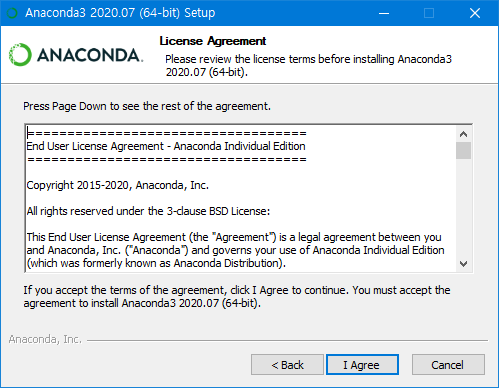 Anaconda3 2020.07 (64-bit) Setup
ANACONDA.
License Agreement
Please review the license terms before installing Anaconda3
2020.07 (64-bit).
Press Page Down to see the rest of the agreement.
===================================
End User License Agreement - Anaconda Individual Edition
===================================
Copyright 2015-2020, Anaconda, Inc.
All rights reserved under the 3-clause BSD License:
This End User License Agreement (the "Agreement") is a legal agreement between you
and Anaconda, Inc. ("Anaconda") and governs your use of Anaconda Individual Edition
(which was formerly known as Anaconda Distribution).
If you accept the terms of the agreement, click I Agree to continue. You must accept the
agreement to install Anaconda3 2020.07 (64-bit).
Anaconda, Inc.
< Back
I Agree
Cancel